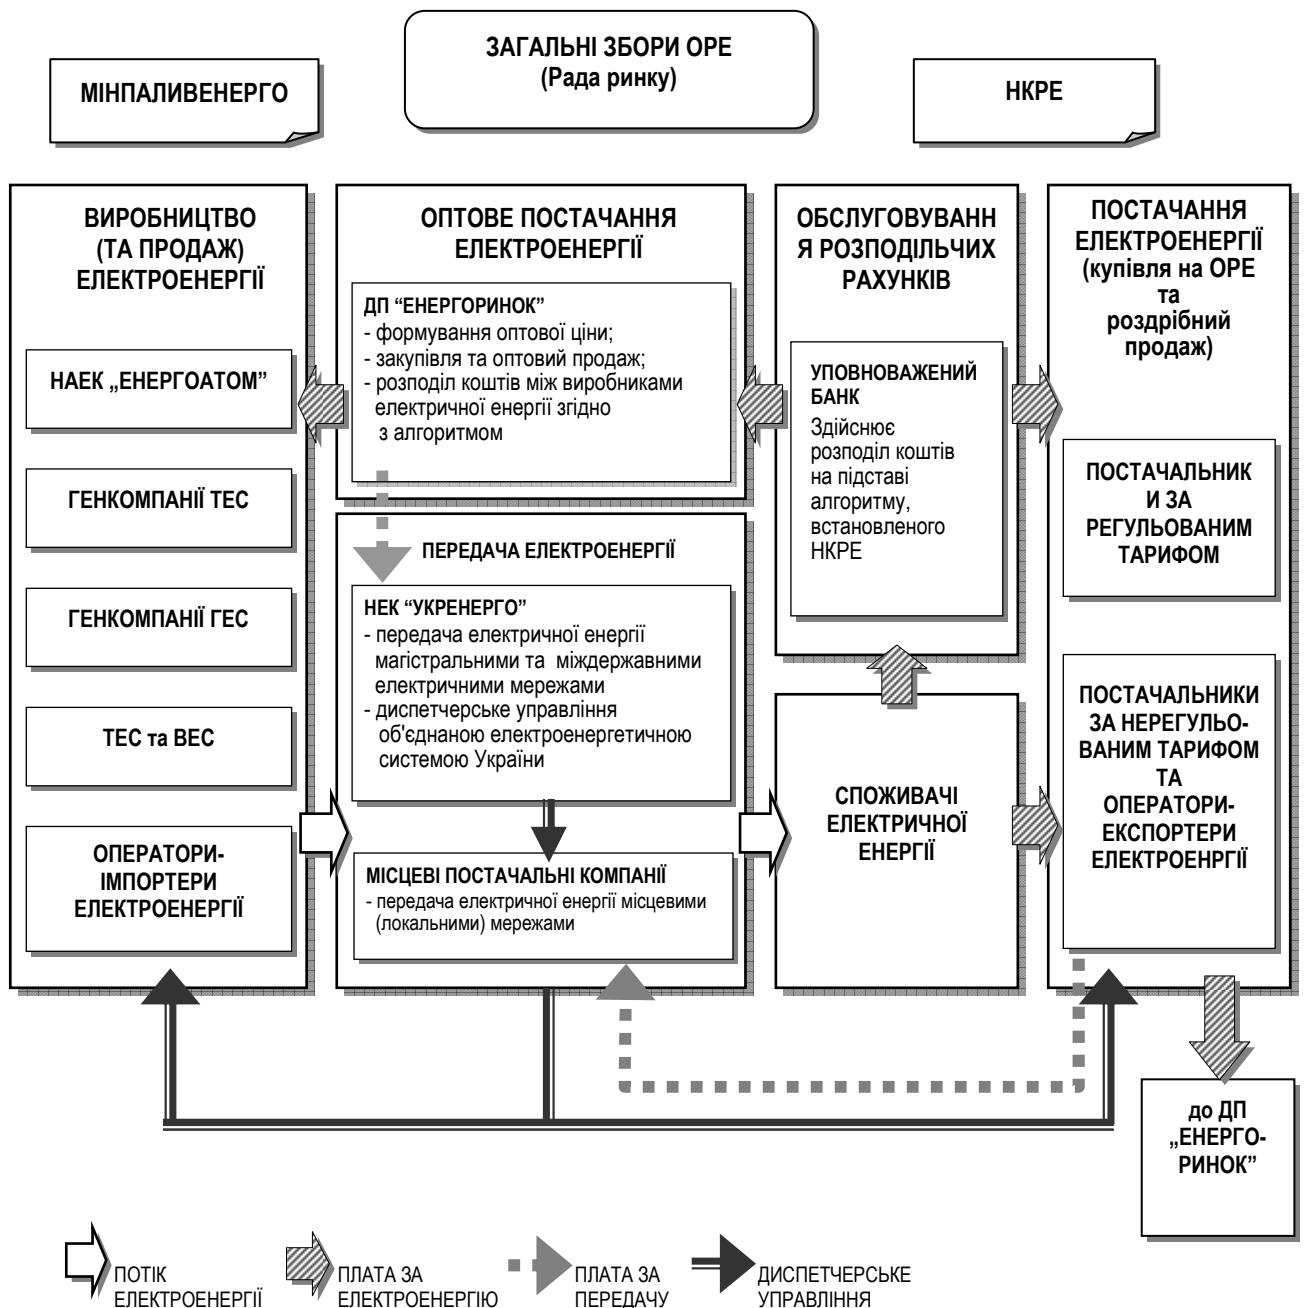 ЗАГАЛЬНІ ЗБОРИ ОРЕ
(Рада ринку)
МІНПАЛИВЕНЕРГО
НКРЕ
ВИРОБНИЦТВО
(ТА ПРОДАЖ)
ЕЛЕКТРОЕНЕРГІЇ
НАЕК „ЕНЕРГОАТОМ”
ГЕНКОМПАНІЇ ТЕС
ГЕНКОМПАНІЇ ГЕС
ТЕС та ВЕС
ОПЕРАТОРИ-
ІМПОРТЕРИ
ЕЛЕКТРОЕНЕРГІЇ
ОПТОВЕ ПОСТАЧАННЯ
ЕЛЕКТРОЕНЕРГІЇ
ДП “ЕНЕРГОРИНОК”
- формування оптової ціни;
- закупівля та оптовий продаж;
- розподіл коштів між виробниками
електричної енергії згідно
з алгоритмом
ПЕРЕДАЧА ЕЛЕКТРОЕНЕРГІЇ
НЕК “УКРЕНЕРГО”
- передача електричної енергії
магістральними та міждержавними
електричними мережами
- диспетчерське управління
об'єднаною електроенергетичною
системою України
МІСЦЕВІ ПОСТАЧАЛЬНІ КОМПАНІЇ
- передача електричної енергії місцевими
(локальними) мережами
ОБСЛУГОВУВАНН
Я РОЗПОДІЛЬЧИХ
РАХУНКІВ
УПОВНОВАЖЕНИЙ
БАНК
Здійснює
розподіл коштів
на підставі
алгоритму,
встановленого
НКРЕ
СПОЖИВАЧІ
ЕЛЕКТРИЧНОЇ
ЕНЕРГІЇ
ПОСТАЧАННЯ
ЕЛЕКТРОЕНЕРГІЇ
(купівля на ОРЕ
та
роздрібний
продаж)
ПОСТАЧАЛЬНИК
И ЗА
РЕГУЛЬОВАНИМ
ТАРИФОМ
ПОСТАЧАЛЬНИКИ
ЗА НЕРЕГУЛЬО-
ВАНИМ ТАРИФОМ
ТА
ОПЕРАТОРИ-
ЕКСПОРТЕРИ
ЕЛЕКТРОЕНРГІЇ
до ДП
„ЕНЕРГО-
РИНОК”
ПОТІК
ЕЛЕКТРОЕНЕРГІЇ
ПЛАТА ЗА
ЕЛЕКТРОЕНЕРГІЮ
ПЛАТА ЗА
ПЕРЕДАЧУ
ДИСПЕТЧЕРСЬКЕ
УПРАВЛІННЯ